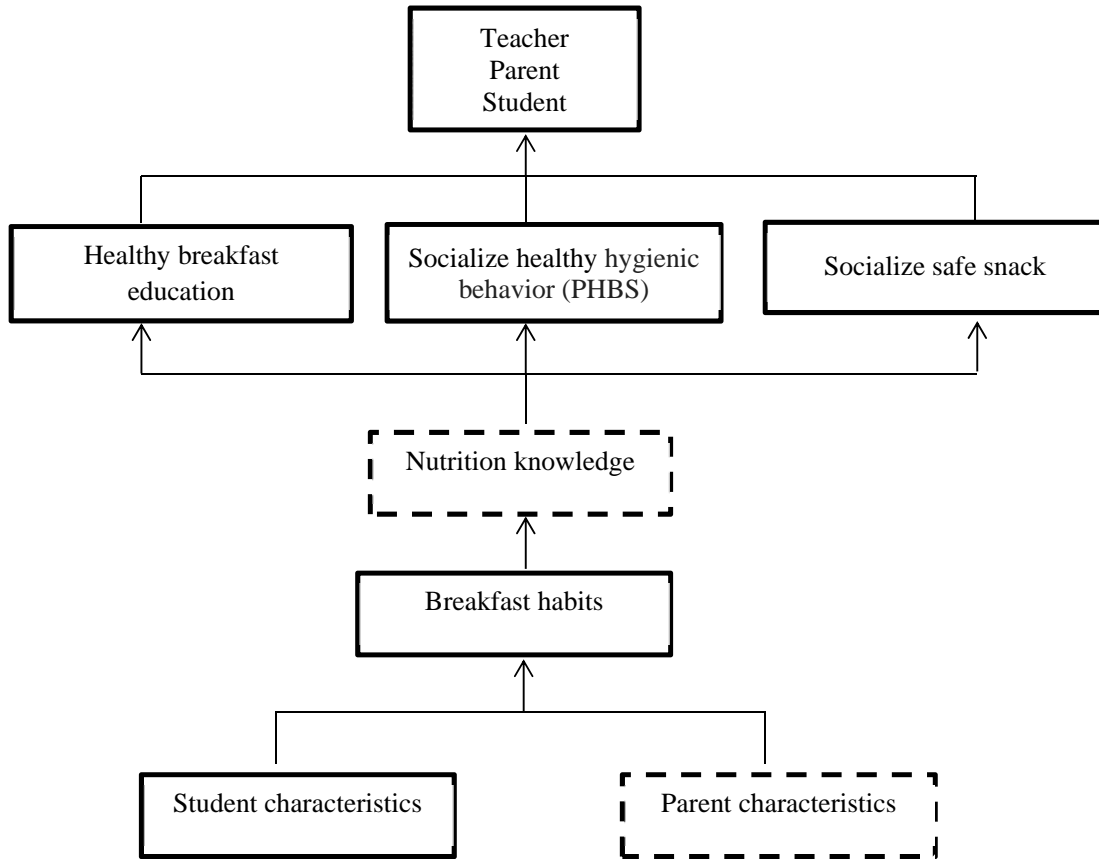 Teacher
Parent
Student
Healthy breakfast
education
Socialize healthy hygienic
behavior (PHBS)
Socialize safe snack
Nutrition knowledge
Breakfast habits
Student characteristics
Parent characteristics